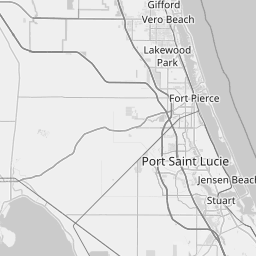 Gifford
Vero Beach
Lakewood
Park
Fort Pierce
Port Saint Lucie
Jensen Beach
Stuart